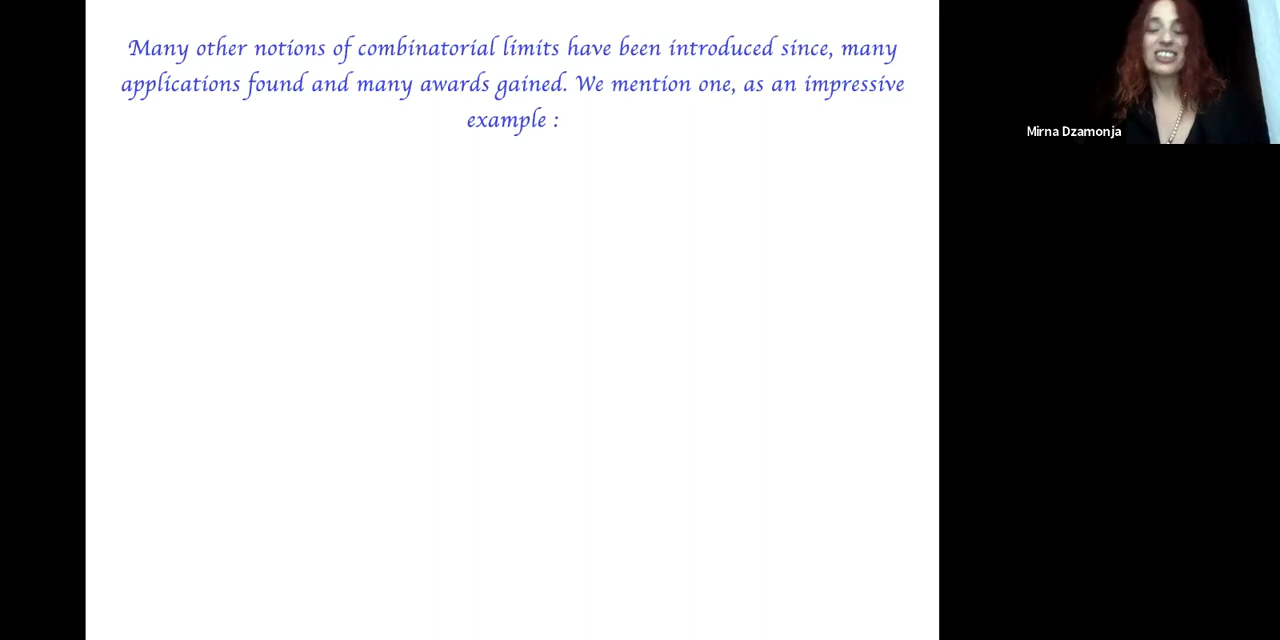 Many other notions of combinatorial limits have been introduced since, many
applications found and many awards gained. We mention one, as an impressive
example :
Mirna Dzamonja